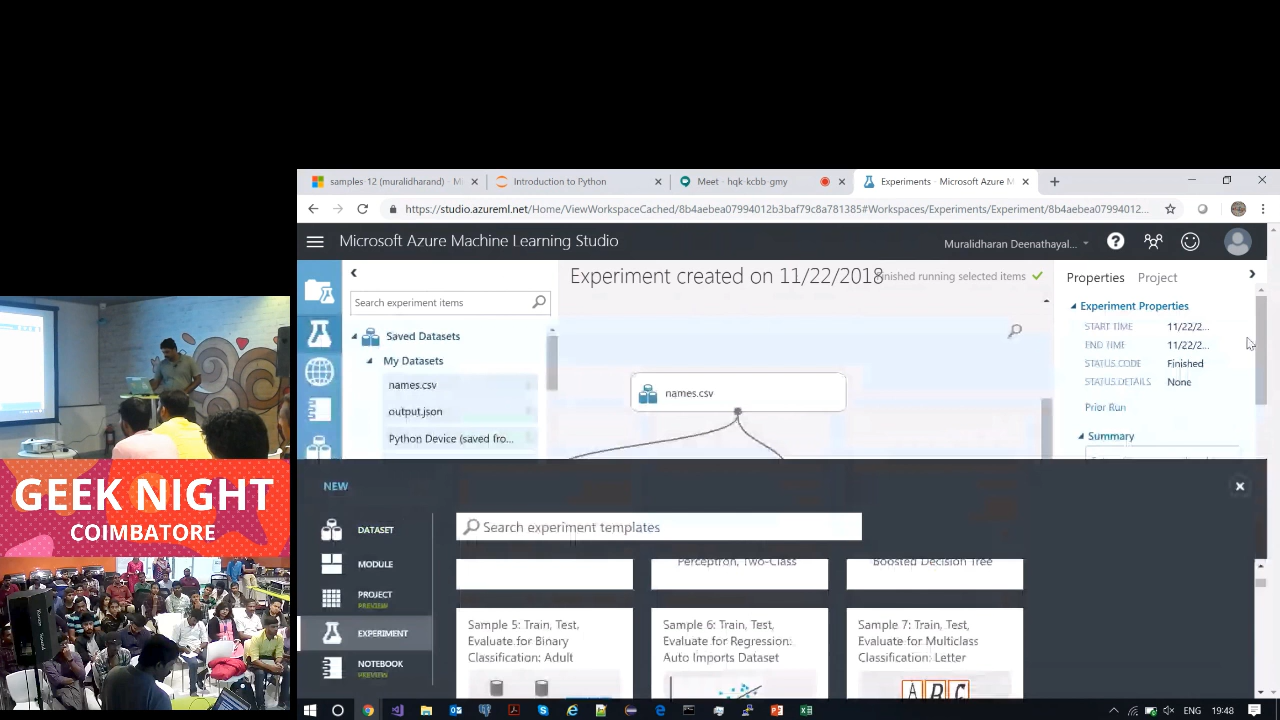 samples-12 (muralidharand) - Mi
Introduction to Python
Meet - hqk-kcbb-gmy
Experiments - Microsoft Azure M
https://studio.azureml.net/Home/ViewWorkspaceCached/8b4aebea07994012b3baf79c8a781385#Workspaces/Experiments/Experiment/8b4aebea07994012...
Microsoft Azure Machine Learning Studio
Muralidharan Deenathayal...
Experiment created on 11/22/2018
Finished running selected items
Properties
Project
Search experiment items
Experiment Properties
START TIME 11/22/2...
END TIME 11/22/2...
STATUS CODE Finished
STATUS DETAILS None
Prior Run
Summary
Saved Datasets
My Datasets
names.csv
output.json
Python Device (saved fro...
names.csv
GEEK NIGHT
COIMBATORE
NEW
DATASET
MODULE
PROJECT
PREVIEW
EXPERIMENT
NOTEBOOK
PREVIEW
Search experiment templates
Perceptron, Two-Class
Boosted Decision Tree
Sample 5: Train, Test,
Evaluate for Binary
Classification: Adult
Sample 6: Train, Test,
Evaluate for Regression:
Auto Imports Dataset
Sample 7: Train, Test,
Evaluate for Multiclass
Classification: Letter
A B C
ENG 19:48